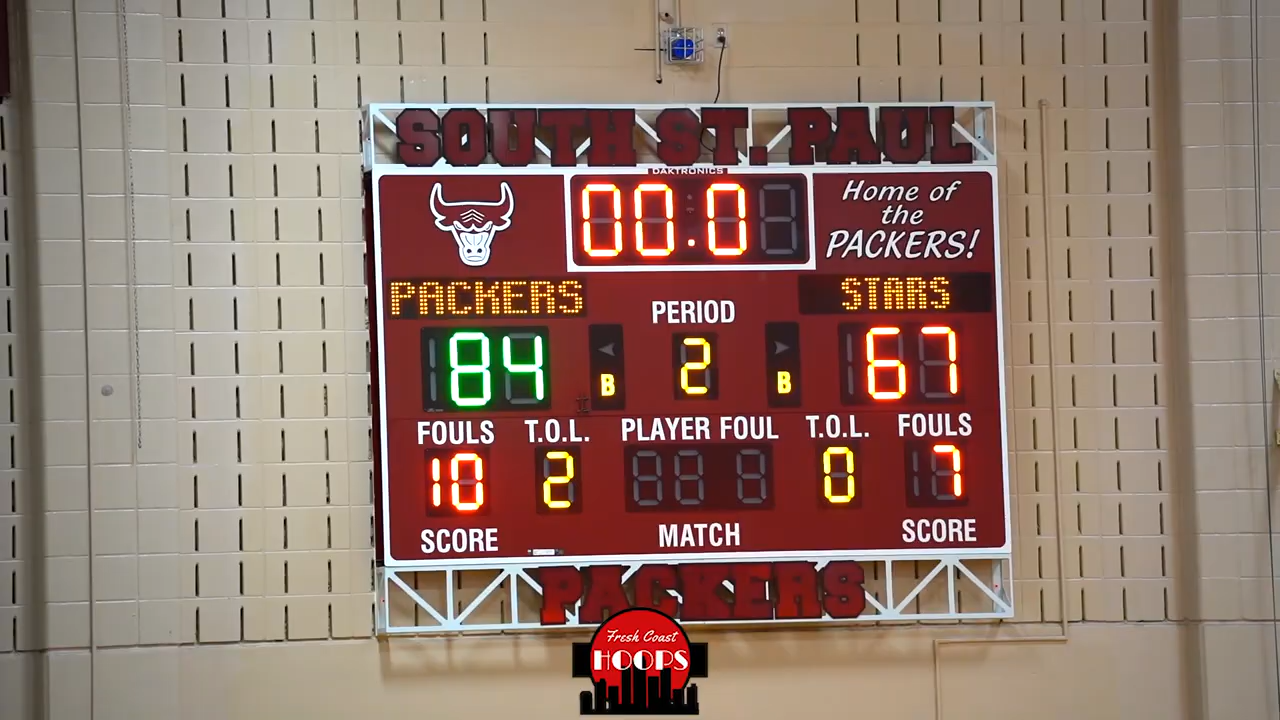 SOUTH ST. PAUL
DAKTRONICS
00.0
Home of
the
PACKERS!
PACKERS
STARS
PERIOD
84
B
2
B
67
FOULS
T.O.L.
PLAYER FOUL
T.O.L.
FOULS
10
2
0
7
SCORE
MATCH
SCORE
PACKERS
Fresh Coast
HOOPS